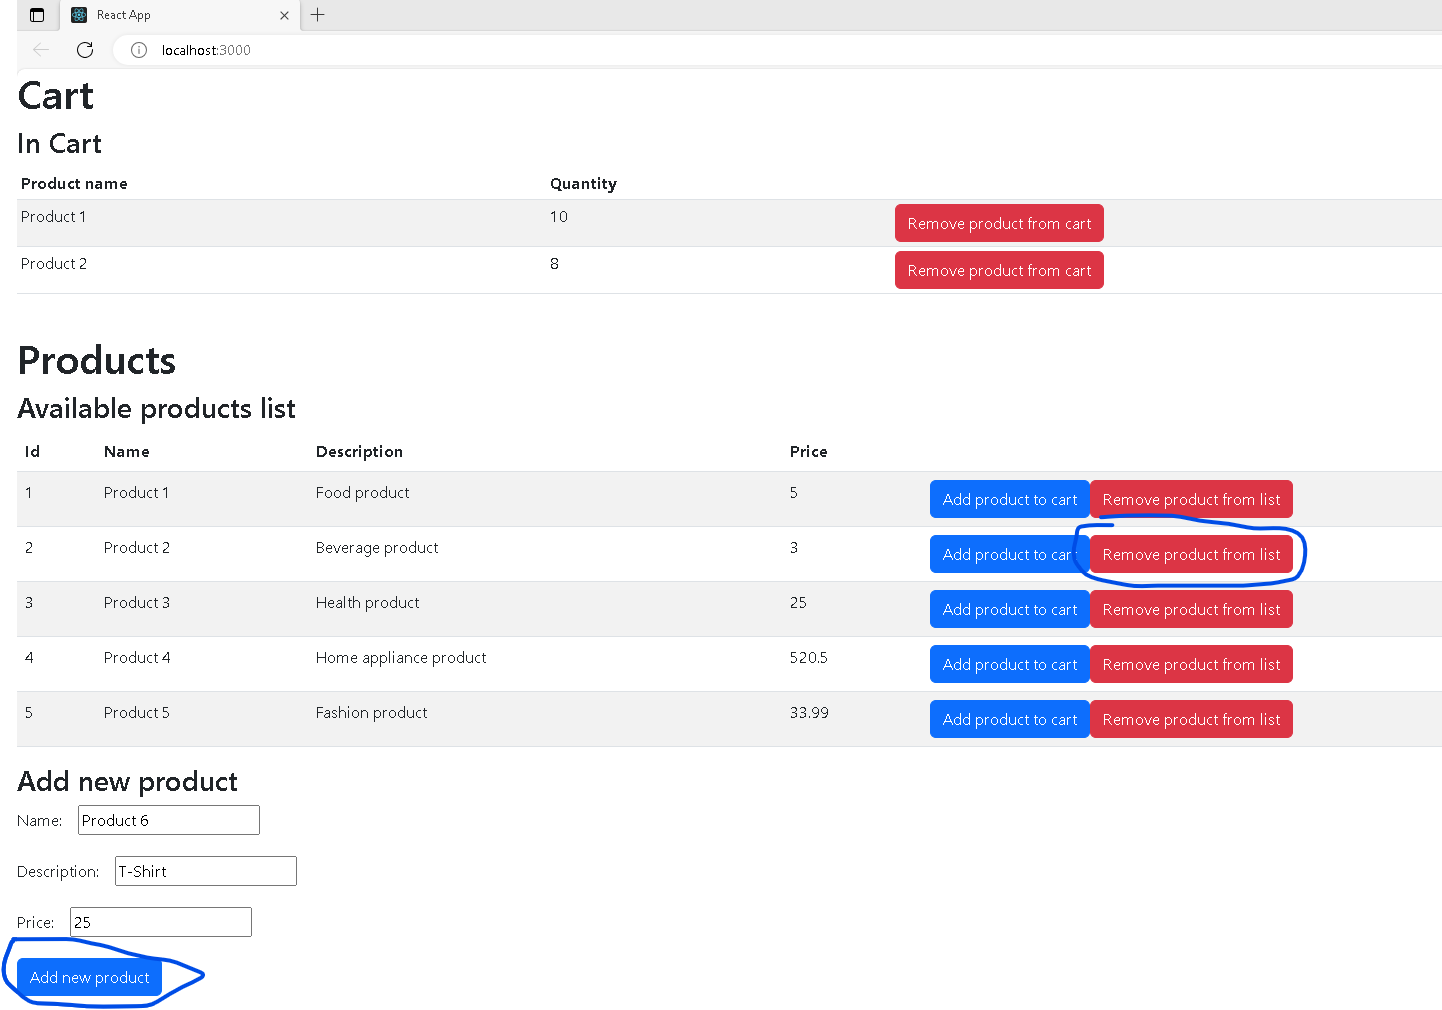 React App
localhost:3000
Cart
In Cart
Product name Quantity
Product 1 10 Remove product from cart
Product 2 8 Remove product from cart
Products
Available products list
Id Name Description Price
1 Product 1 Food product 5 Add product to cart Remove product from list
2 Product 2 Beverage product 3 Add product to cart Remove product from list
3 Product 3 Health product 25 Add product to cart Remove product from list
4 Product 4 Home appliance product 520.5 Add product to cart Remove product from list
5 Product 5 Fashion product 33.99 Add product to cart Remove product from list
Add new product
Name: Product 6
Description: T-Shirt
Price: 25
Add new product